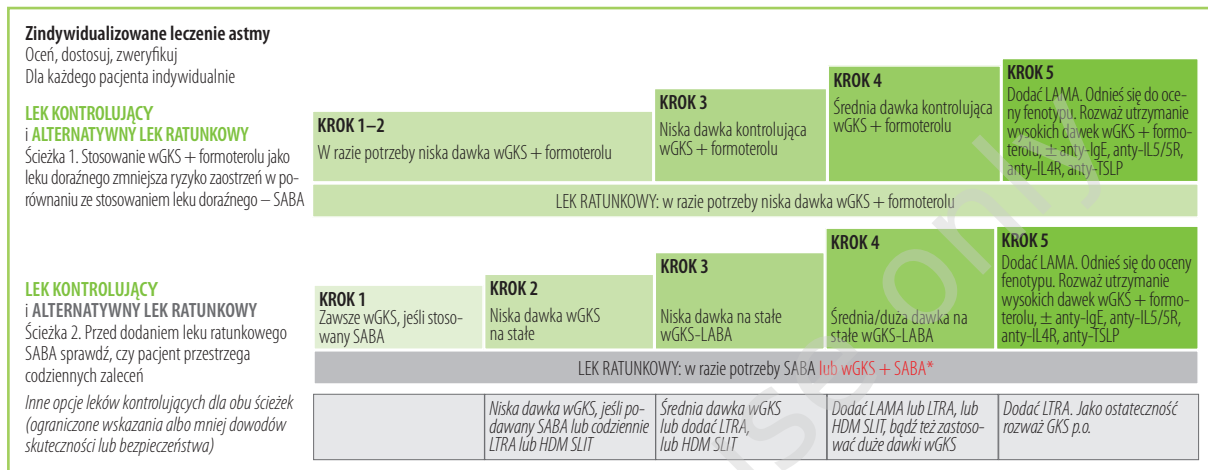 Zindywidualizowane leczenie astmy
Oceń, dostosuj, zweryfikuj
Dla każdego pacjenta indywidualnie
LEK KONTROLUJĄCY
i ALTERNATYWNY LEK RATUNKOWY
Ścieżka 1. Stosowanie wGKS + formoterolu jako
leku doraźnego zmniejsza ryzyko zaostrzeń w po-
równaniu ze stosowaniem leku doraźnego – SABA
KROK 1–2
W razie potrzeby niska dawka wGKS + formoterolu
KROK 3
Niska dawka kontrolująca
wGKS + formoterolu
KROK 4
Średnia dawka kontrolująca
wGKS + formoterolu
KROK 5
Dodać LAMA. Odnieś się do oce-
ny fenotypu. Rozważ utrzymanie
wysokich dawek wGKS + formo-
terolu, ± anty-IgE, anty-IL5/5R,
anty-IL4R, anty-TSLP
LEK RATUNKOWY: w razie potrzeby niska dawka wGKS + formoterolu
LEK KONTROLUJĄCY
i ALTERNATYWNY LEK RATUNKOWY
Ścieżka 2. Przed dodaniem leku ratunkowego
SABA sprawdź, czy pacjent przestrzega
codziennych zaleceń
KROK 1
Zawsze wGKS, jeśli stoso-
wany SABA
KROK 2
Niska dawka wGKS
na stałe
KROK 3
Niska dawka na stałe
wGKS-LABA
KROK 4
Średnia/duża dawka na
stałe wGKS-LABA
KROK 5
Dodać LAMA. Odnieś się do oceny
fenotypu. Rozważ utrzymanie
wysokich dawek wGKS + formo-
terolu, ± anty-IgE, anty-IL5/5R,
anty-IL4R, anty-TSLP
LEK RATUNKOWY: w razie potrzeby SABA lub wGKS + SABA*
Inne opcje leków kontrolujących dla obu ścieżek
(ograniczone wskazania albo mniej dowodów
skuteczności lub bezpieczeństwa)
Niska dawka wGKS, jeśli po-
dawany SABA lub codziennie
LTRA lub HDM SLIT
Średnia dawka wGKS
lub dodać LTRA,
lub HDM SLIT
Dodać LAMA lub LTRA, lub
HDM SLIT, bądź też zastoso-
wać duże dawki wGKS
Dodać LTRA. Jako ostateczność
rozważ GKS p.o.
use only